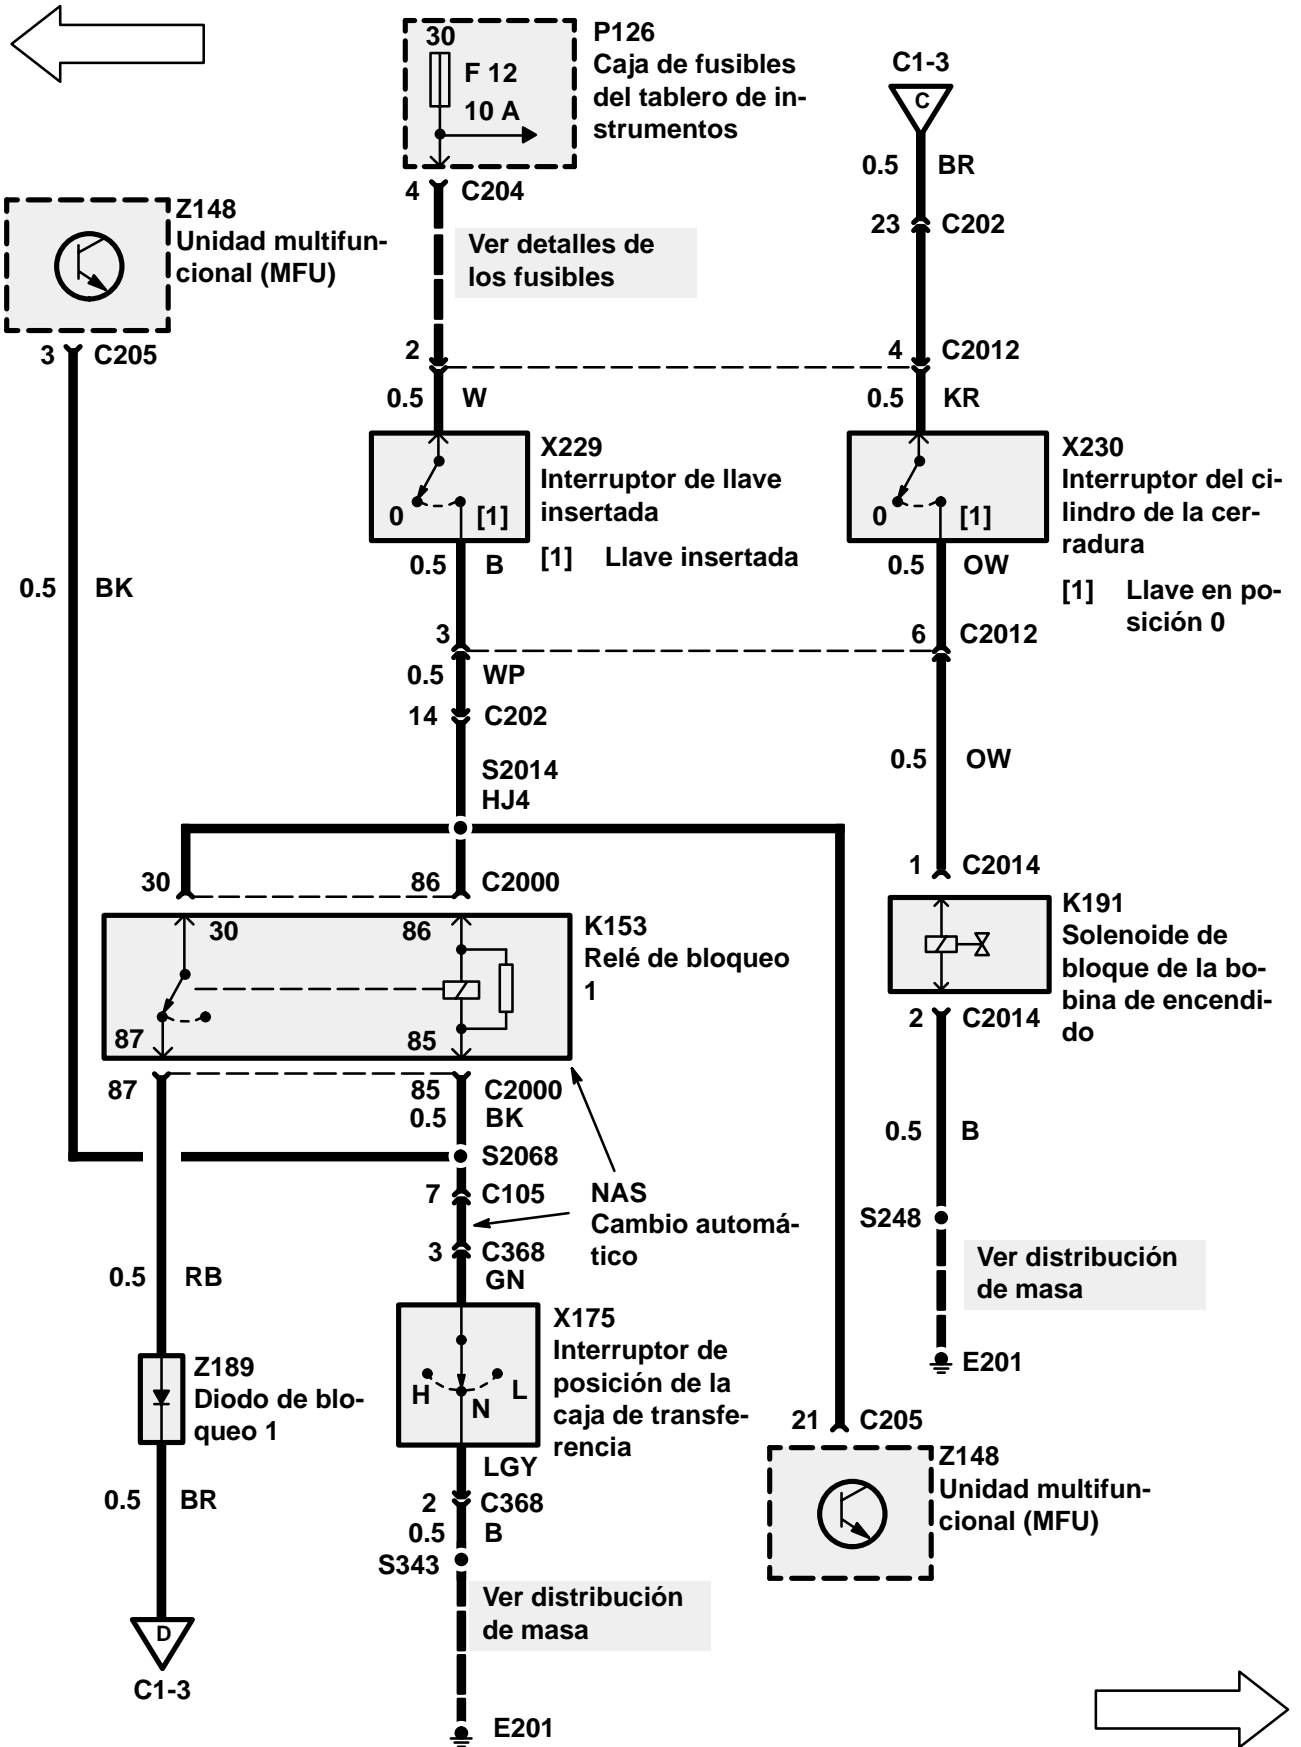 30
F 12
10 A
P126
Caja de fusibles
del tablero de in-
strumentos
C1-3
C
0.5 BR
23 C202
4 C204
Ver detalles de
los fusibles
Z148
Unidad multifun-
cional (MFU)
3 C205
2
4 C2012
0.5 W
0.5 KR
0 [1]
X229
Interruptor de llave
insertada
[1] Llave insertada
0 [1]
X230
Interruptor del ci-
lindro de la cer-
radura
[1] Llave en po-
sición 0
0.5 B
0.5 OW
0.5 BK
3
6 C2012
0.5 WP
14 C202
0.5 OW
S2014
HJ4
1 C2014
30
86 C2000
30
86
87
85
K153
Relé de bloqueo
1
K191
Solenoide de
bloque de la bo-
bina de encendi-
do
2 C2014
87
85 C2000
0.5 BK
0.5 B
S2068
7 C105
NAS
Cambio automá-
tico
S248
3 C368
GN
Ver distribución
de masa
0.5 RB
X175
Interruptor de
posición de la
caja de transfe-
rencia
H
N
L
E201
Z189
Diodo de blo-
queo 1
21 C205
LGY
Z148
Unidad multifun-
cional (MFU)
0.5 BR
2 C368
0.5 B
S343
Ver distribución
de masa
D
C1-3
E201